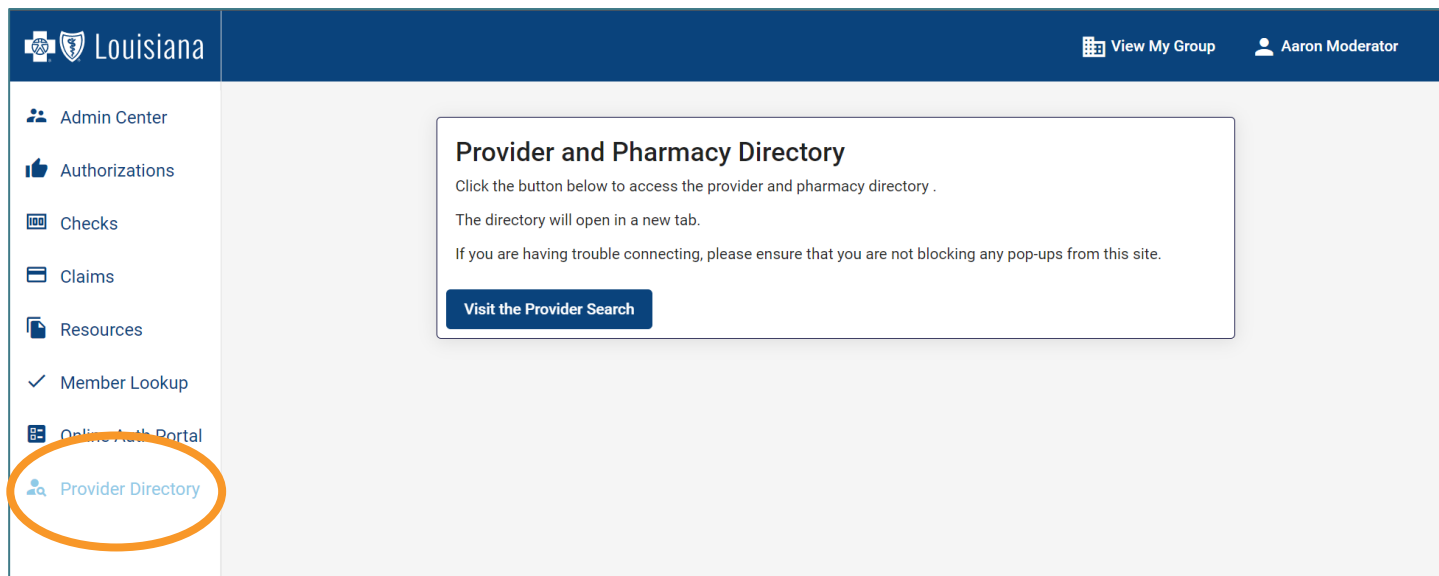 Louisiana
View My Group
Aaron Moderator
Admin Center
Authorizations
Checks
Claims
Resources
Member Lookup
Online Auth Portal
Provider Directory
Provider and Pharmacy Directory
Click the button below to access the provider and pharmacy directory .
The directory will open in a new tab.
If you are having trouble connecting, please ensure that you are not blocking any pop-ups from this site.
Visit the Provider Search